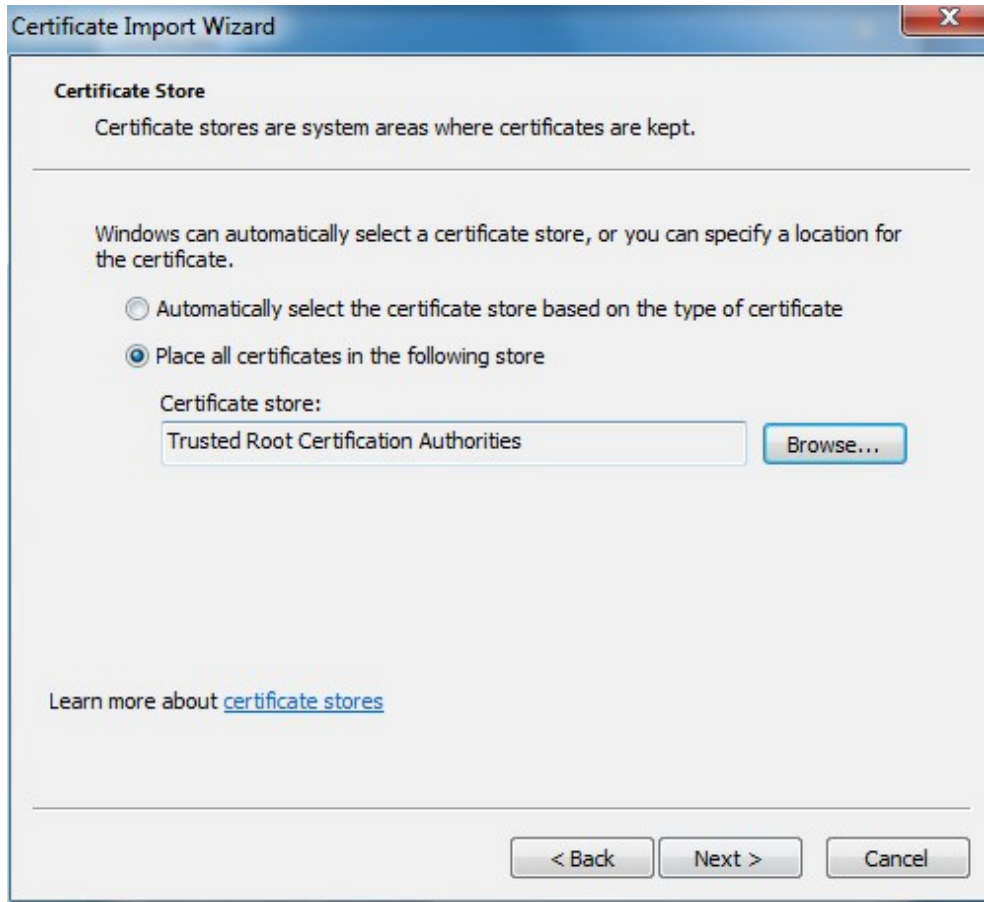 Certificate Import Wizard
Certificate Store
Certificate stores are system areas where certificates are kept.
Windows can automatically select a certificate store, or you can specify a location for
the certificate.
Automatically select the certificate store based on the type of certificate
Place all certificates in the following store
Certificate store:
Trusted Root Certification Authorities
Browse...
Learn more about certificate stores
< Back Next > Cancel